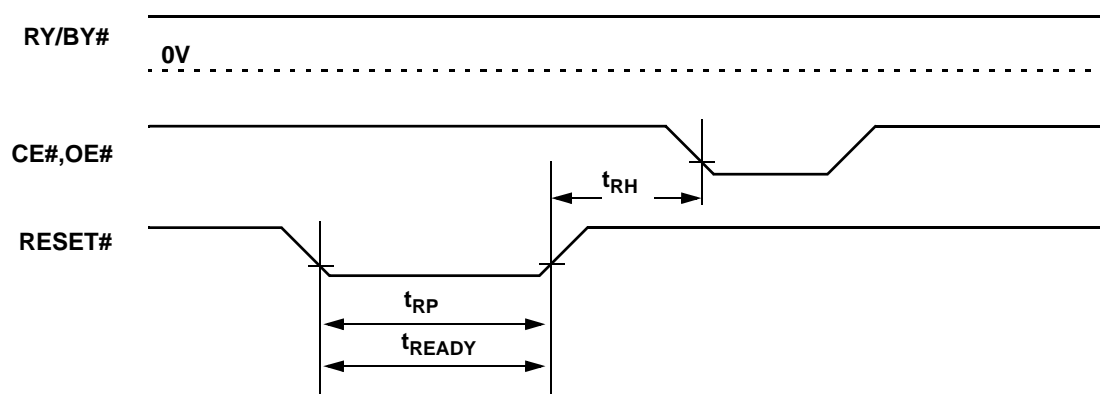 RY/BY#
0V
CE#,OE#
tRH
RESET#
tRP
tREADY